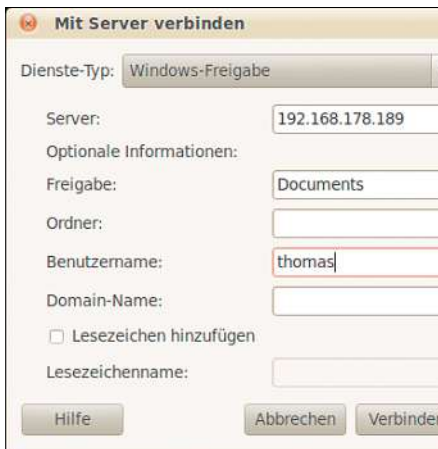 Mit Server verbinden
Dienste-Typ: Windows-Freigabe
Server: 192.168.178.189
Optionale Informationen:
Freigabe: Documents
Ordner:
Benutzername: thomas
Domain-Name:
Lesezeichen hinzufügen
Lesezeichenname:
Hilfe Abbrechen Verbinden